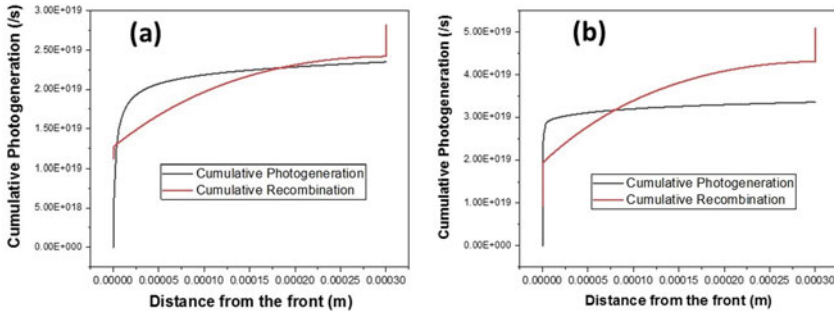 (a)
Cumulative Photogeneration (/s)
3.00E+019
2.50E+019
2.00E+019
1.50E+019
1.00E+019
5.00E+018
0.00E+000
Cumulative Photogeneration
Cumulative Recombination
0.00000 0.00005 0.00010 0.00015 0.00020 0.00025 0.00030
Distance from the front (m)
(b)
Cumulative Photogeneration (/s)
5.00E+019
4.00E+019
3.00E+019
2.00E+019
1.00E+019
0.00E+000
Cumulative Photogeneration
Cumulative Recombination
0.00000 0.00005 0.00010 0.00015 0.00020 0.00025 0.00030
Distance from the front (m)